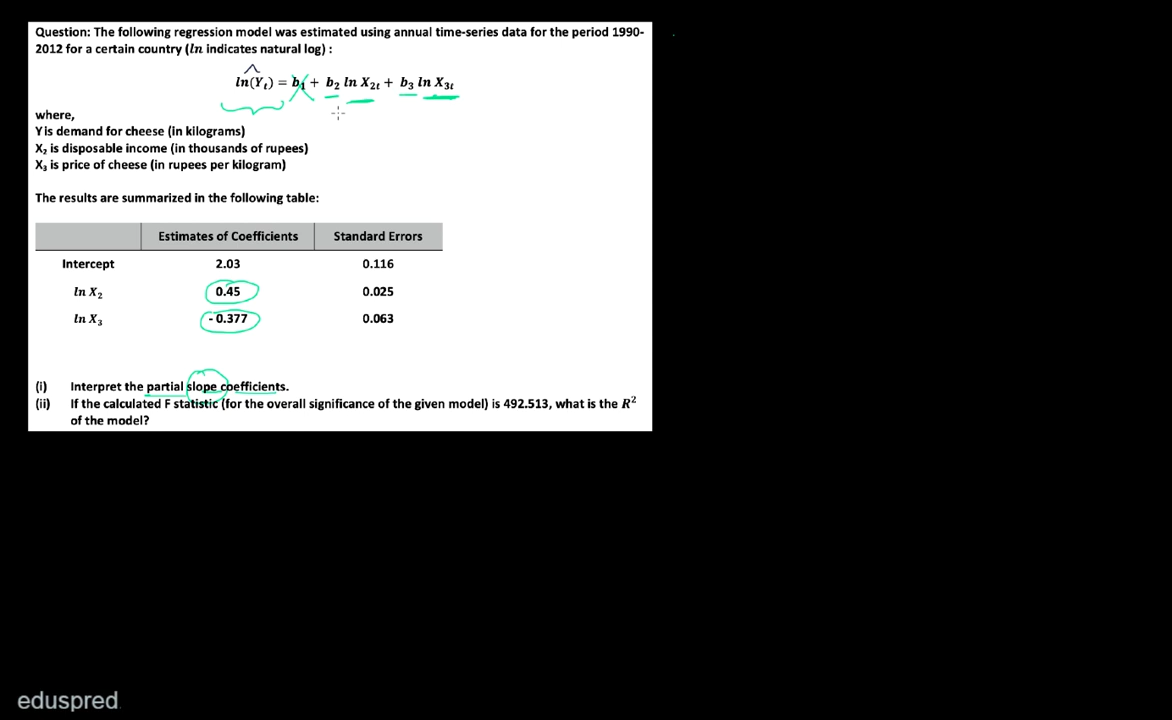 Question: The following regression model was estimated using annual time-series data for the period 1990-
2012 for a certain country (ln indicates natural log) :
ln(Yₜ) = b₁ + b₂ ln X₂ₜ + b₃ ln X₃ₜ
where,
Y is demand for cheese (in kilograms)
X₂ is disposable income (in thousands of rupees)
X₃ is price of cheese (in rupees per kilogram)
The results are summarized in the following table:
Estimates of Coefficients Standard Errors
Intercept 2.03 0.116
ln X₂ 0.45 0.025
ln X₃ - 0.377 0.063
(i) Interpret the partial slope coefficients.
(ii) If the calculated F statistic (for the overall significance of the given model) is 492.513, what is the R²
of the model?
eduspred